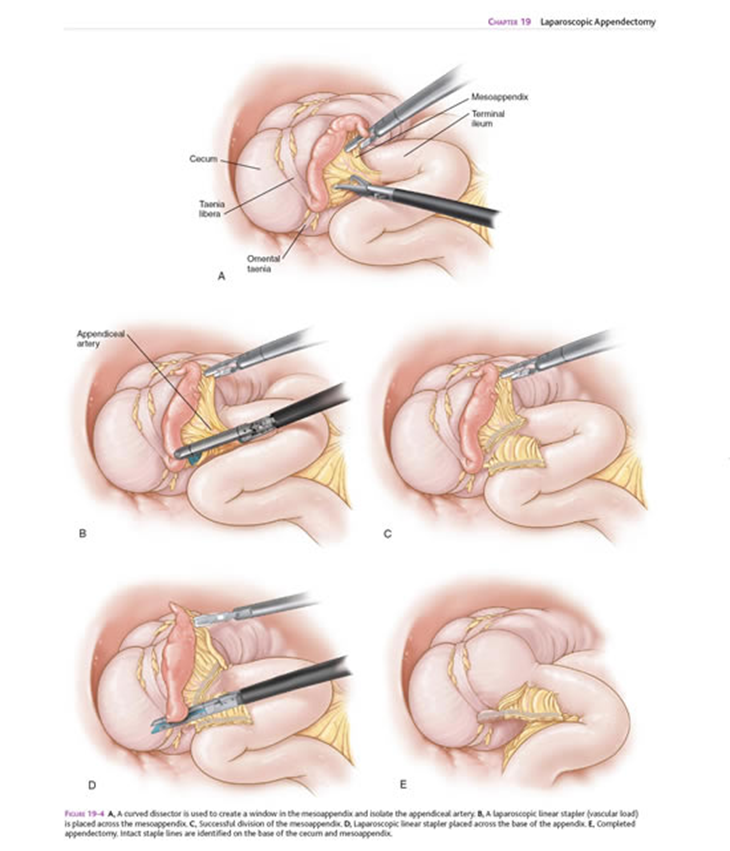 CHAPTER 19 Laparoscopic Appendectomy
Mesoappendix
Terminal
ileum
Cecum
Taenia
libera
Omental
taenia
A
Appendiceal
artery
B
C
D
E
FIGURE 19-4 A, A curved dissector is used to create a window in the mesoappendix and isolate the appendiceal artery. B, A laparoscopic linear stapler (vascular load)
is placed across the mesoappendix. C, Successful division of the mesoappendix. D, Laparoscopic linear stapler placed across the base of the appendix. E, Completed
appendectomy. Intact staple lines are identified on the base of the cecum and mesoappendix.